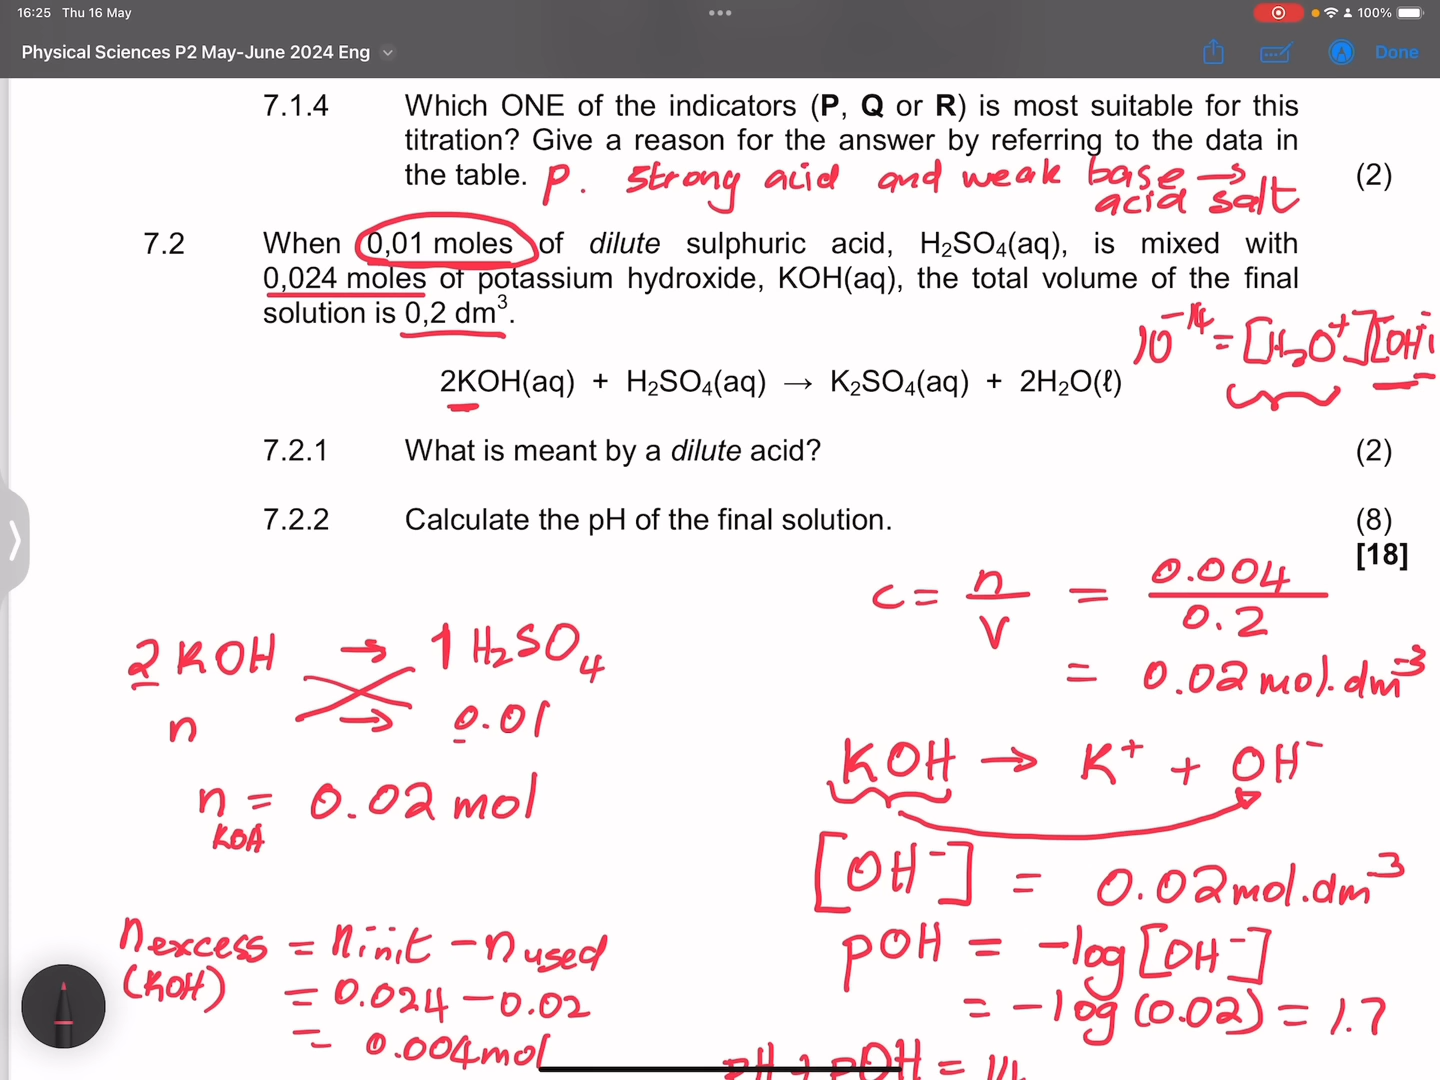 16:25 Thu 16 May
100%
Physical Sciences P2 May-June 2024 Eng
Done
7.1.4 Which ONE of the indicators (P, Q or R) is most suitable for this
titration? Give a reason for the answer by referring to the data in
the table. (2)
P. strong acid and weak base →
acid salt
7.2 When 0,01 moles of dilute sulphuric acid, H₂SO₄(aq), is mixed with
0,024 moles of potassium hydroxide, KOH(aq), the total volume of the final
solution is 0,2 dm³.
10⁻¹⁴ = [H₃O⁺][OH⁻]
2KOH(aq) + H₂SO₄(aq) → K₂SO₄(aq) + 2H₂O(ℓ)
7.2.1 What is meant by a dilute acid? (2)
7.2.2 Calculate the pH of the final solution. (8)
[18]
2 KOH → 1 H₂SO₄
n → 0.01
n = 0.02 mol
KOH
n excess = n init - n used
(KOH) = 0.024 - 0.02
= 0.004 mol
c = n/V = 0.004/0.2
= 0.02 mol.dm⁻³
KOH → K⁺ + OH⁻
[OH⁻] = 0.02 mol.dm⁻³
pOH = -log[OH⁻]
= -log(0.02) = 1.7
pH + pOH = 14